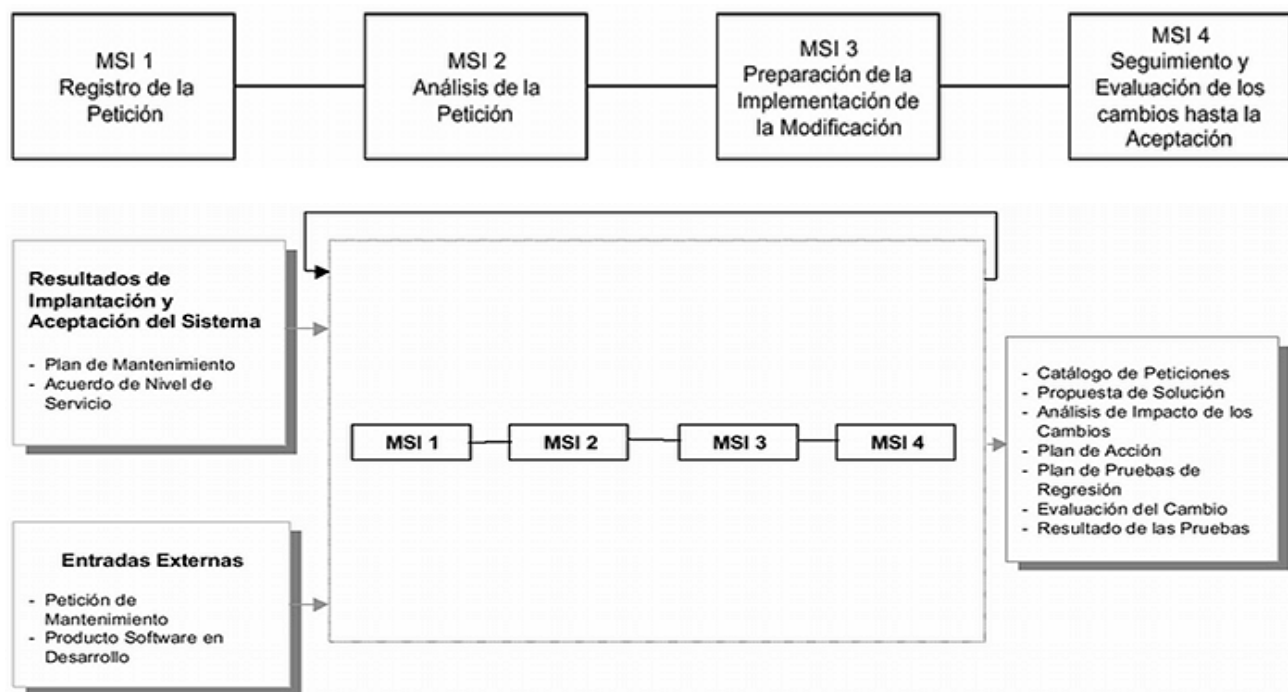 MSI 1
Registro de la
Petición
MSI 2
Análisis de la
Petición
MSI 3
Preparación de la
Implementación de
la Modificación
MSI 4
Seguimiento y
Evaluación de los
cambios hasta la
Aceptación
Resultados de
Implantación y
Aceptación del Sistema
- Plan de Mantenimiento
- Acuerdo de Nivel de
Servicio
MSI 1
MSI 2
MSI 3
MSI 4
- Catálogo de Peticiones
- Propuesta de Solución
- Análisis de Impacto de los
Cambios
- Plan de Acción
- Plan de Pruebas de
Regresión
- Evaluación del Cambio
- Resultado de las Pruebas
Entradas Externas
- Petición de
Mantenimiento
- Producto Software en
Desarrollo